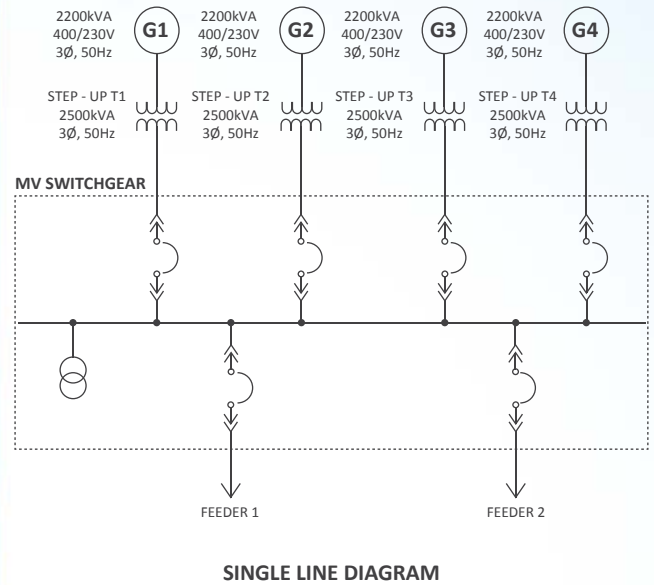 2200kVA
400/230V
3Ø, 50Hz
G1
2200kVA
400/230V
3Ø, 50Hz
G2
2200kVA
400/230V
3Ø, 50Hz
G3
2200kVA
400/230V
3Ø, 50Hz
G4
STEP - UP T1
2500kVA
3Ø, 50Hz
STEP - UP T2
2500kVA
3Ø, 50Hz
STEP - UP T3
2500kVA
3Ø, 50Hz
STEP - UP T4
2500kVA
3Ø, 50Hz
MV SWITCHGEAR
FEEDER 1
FEEDER 2
SINGLE LINE DIAGRAM